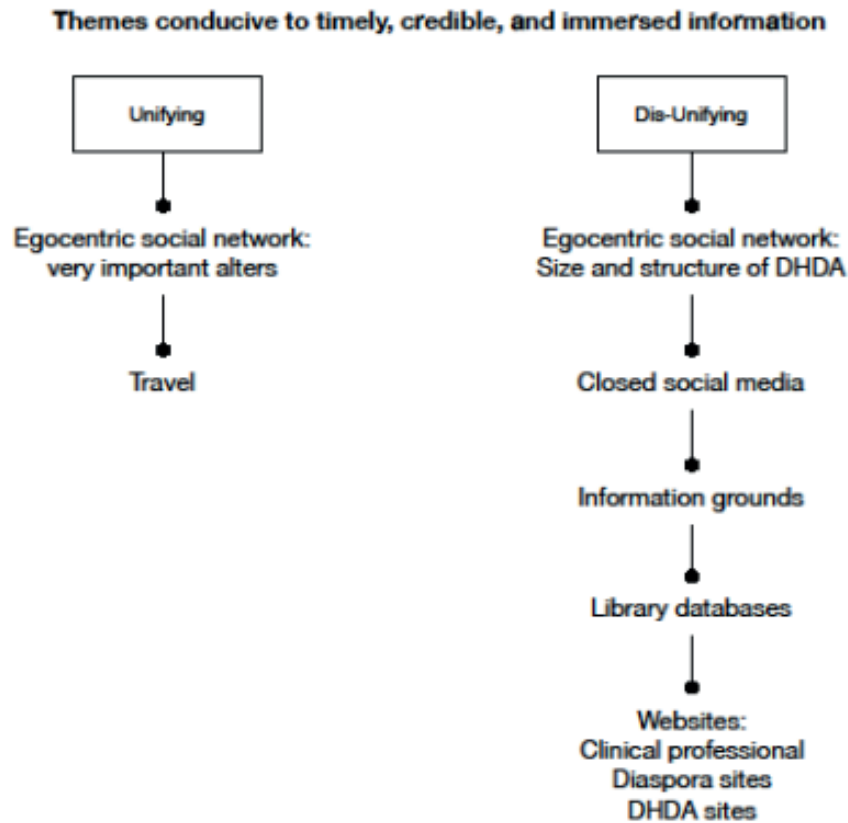 Themes conducive to timely, credible, and immersed information
Unifying
Egocentric social network:
very important alters
Travel
Dis-Unifying
Egocentric social network:
Size and structure of DHDA
Closed social media
Information grounds
Library databases
Websites:
Clinical professional
Diaspora sites
DHDA sites